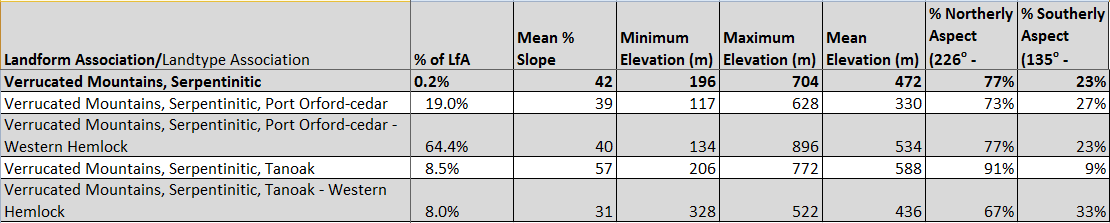 Landform Association/Landtype Association % of LfA Mean % Slope Minimum Elevation (m) Maximum Elevation (m) Mean Elevation (m) % Northerly Aspect (226° - % Southerly Aspect (135° -
Verrucated Mountains, Serpentinitic 0.2% 42 196 704 472 77% 23%
Verrucated Mountains, Serpentinitic, Port Orford-cedar 19.0% 39 117 628 330 73% 27%
Verrucated Mountains, Serpentinitic, Port Orford-cedar -
Western Hemlock 64.4% 40 134 896 534 77% 23%
Verrucated Mountains, Serpentinitic, Tanoak 8.5% 57 206 772 588 91% 9%
Verrucated Mountains, Serpentinitic, Tanoak - Western
Hemlock 8.0% 31 328 522 436 67% 33%